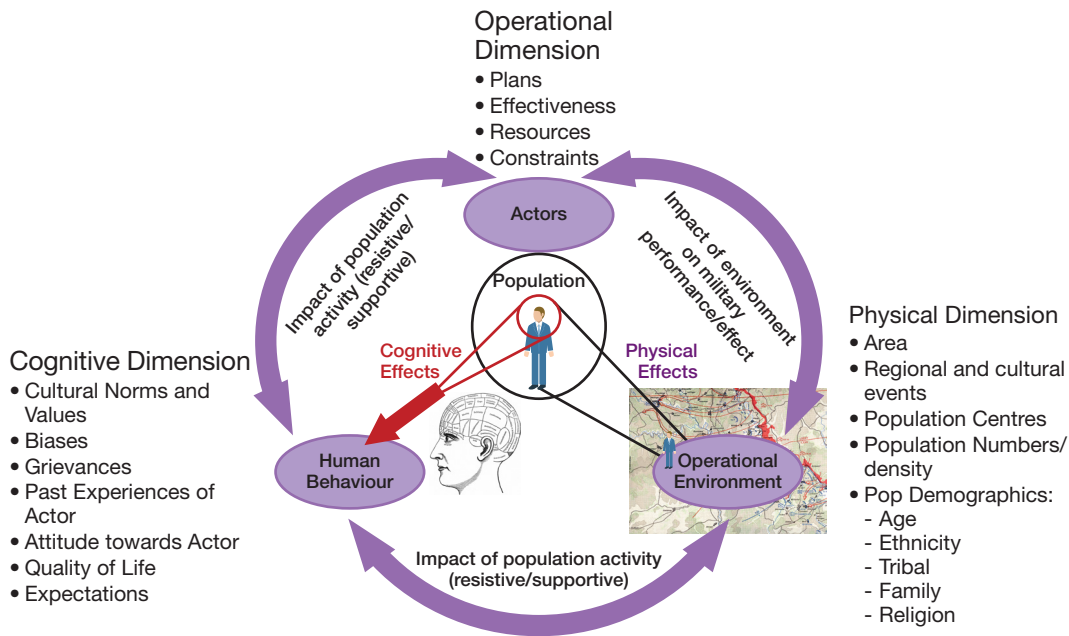 Operational
Dimension
• Plans
• Effectiveness
• Resources
• Constraints
Actors
Impact of population
activity (resistive/
supportive)
Impact of environment
on military
performance/effect
Population
Cognitive
Effects
Physical
Effects
Cognitive Dimension
• Cultural Norms and
Values
• Biases
• Grievances
• Past Experiences of
Actor
• Attitude towards Actor
• Quality of Life
• Expectations
Human
Behaviour
Operational
Environment
Impact of population activity
(resistive/supportive)
Physical Dimension
• Area
• Regional and cultural
events
• Population Centres
• Population Numbers/
density
• Pop Demographics:
- Age
- Ethnicity
- Tribal
- Family
- Religion